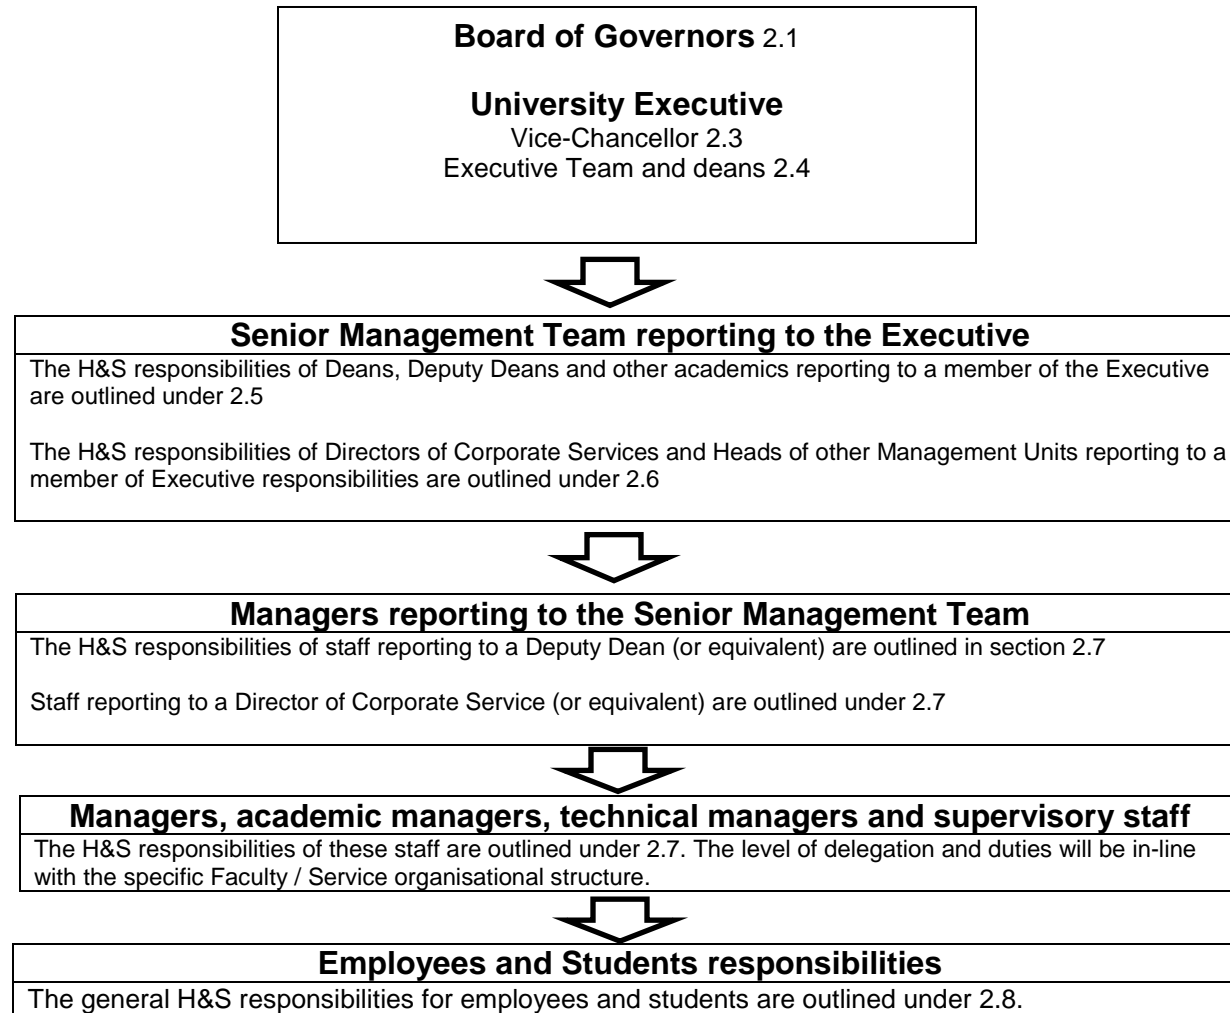 Board of Governors 2.1
University Executive
Vice-Chancellor 2.3
Executive Team and deans 2.4
Senior Management Team reporting to the Executive
The H&S responsibilities of Deans, Deputy Deans and other academics reporting to a member of the Executive
are outlined under 2.5
The H&S responsibilities of Directors of Corporate Services and Heads of other Management Units reporting to a
member of Executive responsibilities are outlined under 2.6
Managers reporting to the Senior Management Team
The H&S responsibilities of staff reporting to a Deputy Dean (or equivalent) are outlined in section 2.7
Staff reporting to a Director of Corporate Service (or equivalent) are outlined under 2.7
Managers, academic managers, technical managers and supervisory staff
The H&S responsibilities of these staff are outlined under 2.7. The level of delegation and duties will be in-line
with the specific Faculty / Service organisational structure.
Employees and Students responsibilities
The general H&S responsibilities for employees and students are outlined under 2.8.